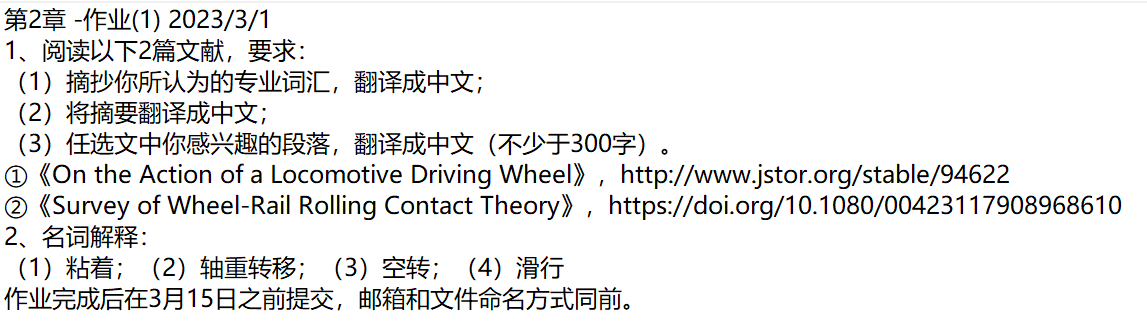 第2章 -作业(1) 2023/3/1
1、阅读以下2篇文献，要求：
（1）摘抄你所认为的专业词汇，翻译成中文；
（2）将摘要翻译成中文；
（3）任选文中你感兴趣的段落，翻译成中文（不少于300字）。
①《On the Action of a Locomotive Driving Wheel》，http://www.jstor.org/stable/94622
②《Survey of Wheel-Rail Rolling Contact Theory》，https://doi.org/10.1080/00423117908968610
2、名词解释：
（1）粘着；（2）轴重转移；（3）空转；（4）滑行
作业完成后在3月15日之前提交，邮箱和文件命名方式同前。